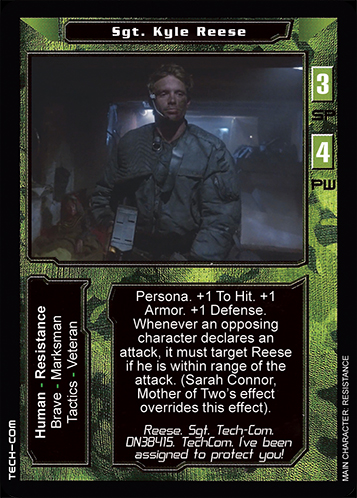 Sgt. Kyle Reese
3
SP
4
PW
Human - Resistance
Brave - Marksman
Tactics - Veteran
Persona. +1 To Hit. +1
Armor. +1 Defense.
Whenever an opposing
character declares an
attack, it must target Reese
if he is within range of the
attack. (Sarah Connor,
Mother of Two's effect
overrides this effect).
Reese. Sgt. Tech-Com.
DN38415. TechCom. I've been
assigned to protect you!
TECH-COM
MAIN CHARACTER: RESISTANCE